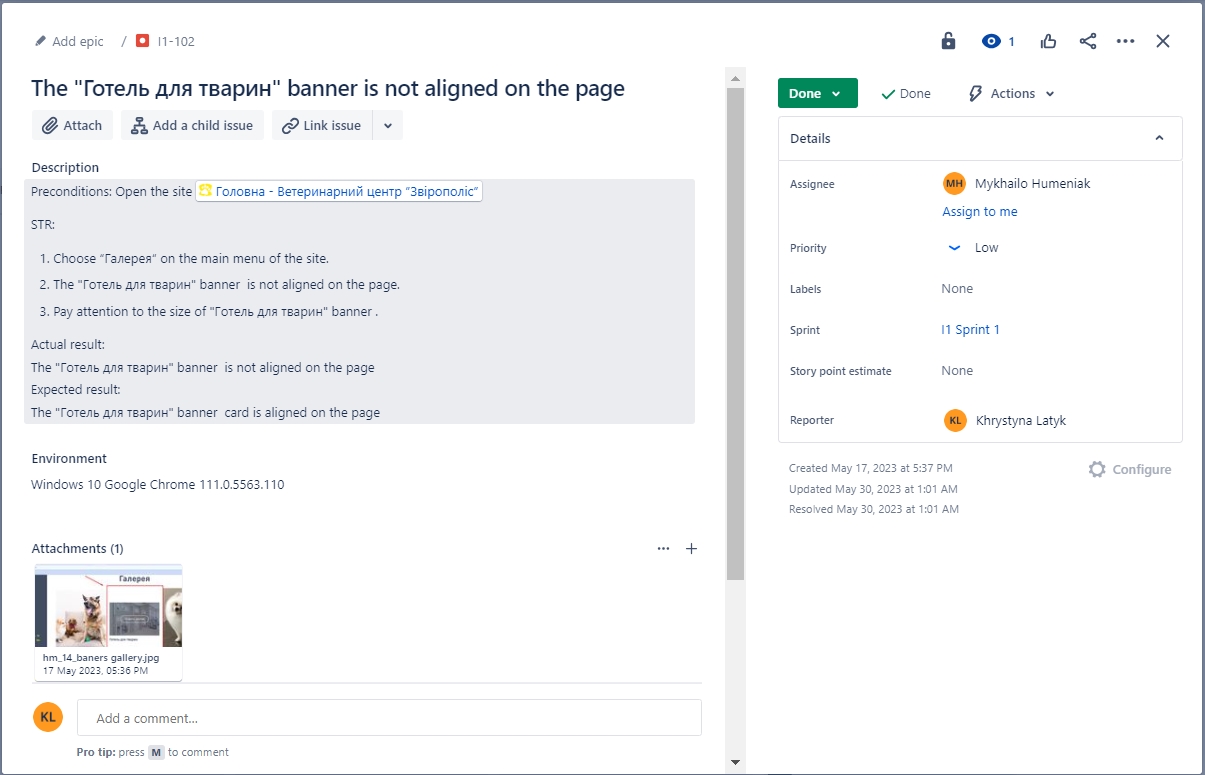 Add epic / I1-102
1
The "Готель для тварин" banner is not aligned on the page
Attach
Add a child issue
Link issue
Description
Preconditions: Open the site Головна - Ветеринарний центр “Звірополіс”
STR:
1. Choose “Галерея” on the main menu of the site.
2. The "Готель для тварин" banner is not aligned on the page.
3. Pay attention to the size of "Готель для тварин" banner .
Actual result:
The "Готель для тварин" banner is not aligned on the page
Expected result:
The "Готель для тварин" banner card is aligned on the page
Environment
Windows 10 Google Chrome 111.0.5563.110
Attachments (1)
Галерея
Готель для тварин
hm_14_baners gallery.jpg
17 May 2023, 05:36 PM
KL
Add a comment...
Pro tip: press M to comment
Done
Done
Actions
Details
Assignee
MH Mykhailo Humeniak
Assign to me
Priority
Low
Labels
None
Sprint
I1 Sprint 1
Story point estimate
None
Reporter
KL Khrystyna Latyk
Created May 17, 2023 at 5:37 PM
Updated May 30, 2023 at 1:01 AM
Resolved May 30, 2023 at 1:01 AM
Configure